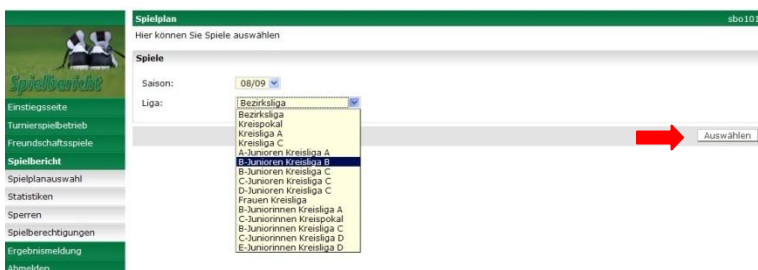 Spielplan sbo101
Hier können Sie Spiele auswählen
Spiele
Saison: 08/09
Liga: Bezirksliga
Bezirksliga
Kreispokal
Kreisliga A
Kreisliga C
A-Junioren Kreisliga A
B-Junioren Kreisliga B
B-Junioren Kreisliga C
C-Junioren Kreisliga C
D-Junioren Kreisliga C
Frauen Kreisliga
B-Juniorinnen Kreisliga A
C-Juniorinnen Kreispokal
B-Juniorinnen Kreisliga C
C-Juniorinnen Kreisliga D
E-Juniorinnen Kreisliga D
Auswählen
Spielbericht
Einstiegsseite
Turnierspielbetrieb
Freundschaftsspiele
Spielbericht
Spielplanauswahl
Statistiken
Sperren
Spielberechtigungen
Ergebnismeldung
Abmelden